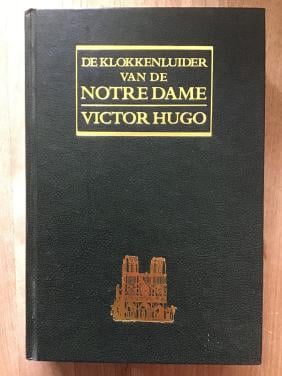 DE KLOKKENLUIDER
VAN DE
NOTRE DAME
VICTOR HUGO